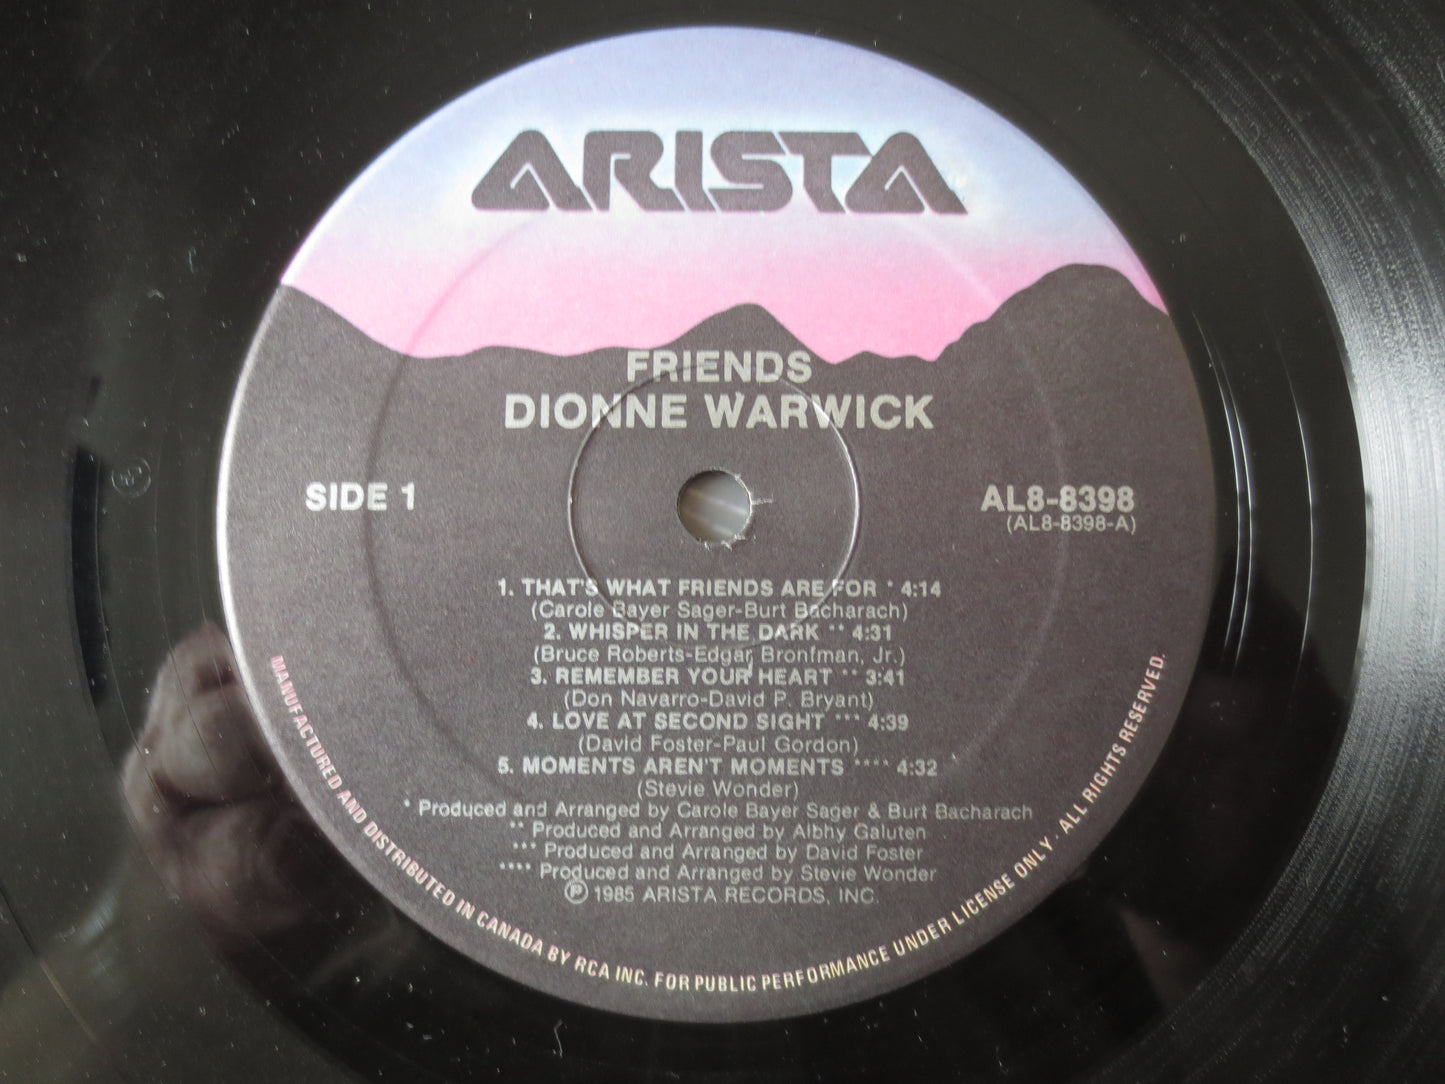 ARISTA
FRIENDS
DIONNE WARWICK
SIDE 1
AL8-8398
(AL8-8398-A)
1. THAT'S WHAT FRIENDS ARE FOR * 4:14
(Carole Bayer Sager-Burt Bacharach)
2. WHISPER IN THE DARK ** 4:31
(Bruce Roberts-Edgar Bronfman, Jr.)
3. REMEMBER YOUR HEART ** 3:41
(Don Navarro-David P. Bryant)
4. LOVE AT SECOND SIGHT *** 4:39
(David Foster-Paul Gordon)
5. MOMENTS AREN'T MOMENTS **** 4:32
(Stevie Wonder)
* Produced and Arranged by Carole Bayer Sager & Burt Bacharach
** Produced and Arranged by Albhy Galuten
*** Produced and Arranged by David Foster
**** Produced and Arranged by Stevie Wonder
Ⓟ 1985 ARISTA RECORDS, INC.
MANUFACTURED AND DISTRIBUTED IN CANADA BY RCA INC. FOR PUBLIC PERFORMANCE UNDER LICENSE ONLY · ALL RIGHTS RESERVED.